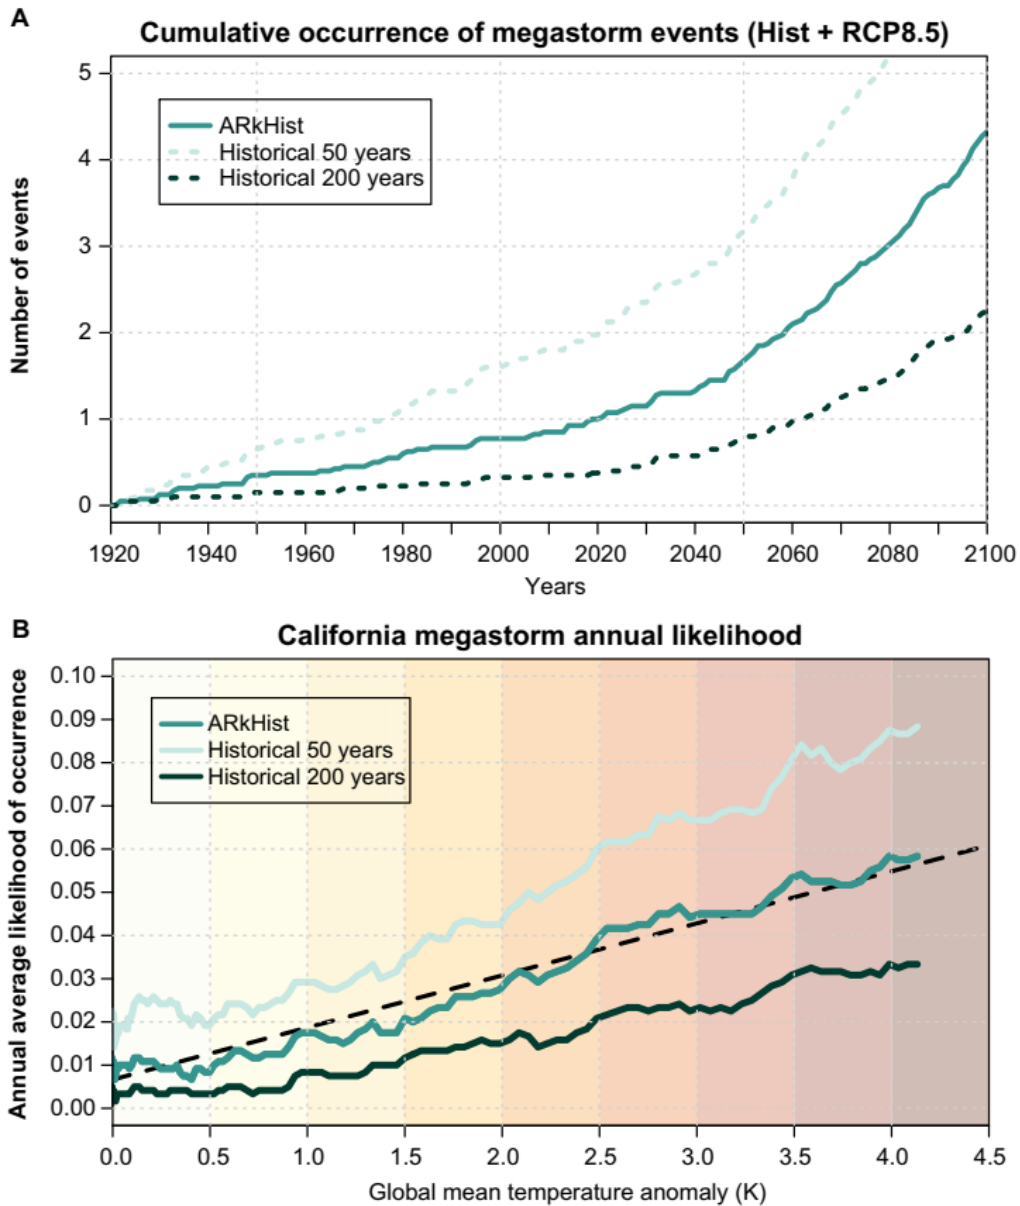 A
Cumulative occurrence of megastorm events (Hist + RCP8.5)
Number of events
5
4
3
2
1
0
ARkHist
Historical 50 years
Historical 200 years
1920 1940 1960 1980 2000 2020 2040 2060 2080 2100
Years
B
California megastorm annual likelihood
Annual average likelihood of occurrence
0.10
0.09
0.08
0.07
0.06
0.05
0.04
0.03
0.02
0.01
0.00
ARkHist
Historical 50 years
Historical 200 years
0.0 0.5 1.0 1.5 2.0 2.5 3.0 3.5 4.0 4.5
Global mean temperature anomaly (K)